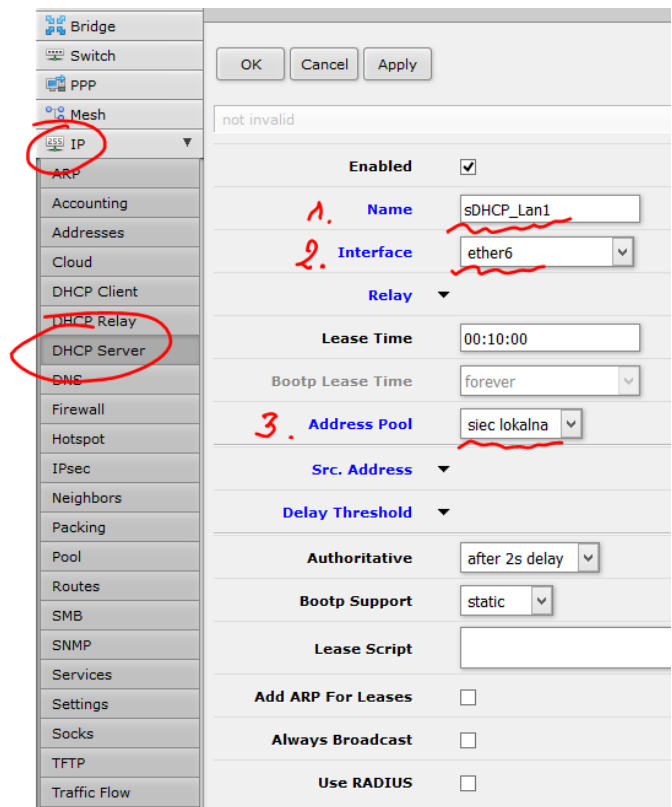 Bridge
Switch
PPP
Mesh
255 IP
ARP
Accounting
Addresses
Cloud
DHCP Client
DHCP Relay
DHCP Server
DNS
Firewall
Hotspot
IPsec
Neighbors
Packing
Pool
Routes
SMB
SNMP
Services
Settings
Socks
TFTP
Traffic Flow
OK Cancel Apply
not invalid
Enabled
1. Name sDHCP_Lan1
2. Interface ether6
Relay
Lease Time 00:10:00
Bootp Lease Time forever
3. Address Pool siec lokalna
Src. Address
Delay Threshold
Authoritative after 2s delay
Bootp Support static
Lease Script
Add ARP For Leases
Always Broadcast
Use RADIUS